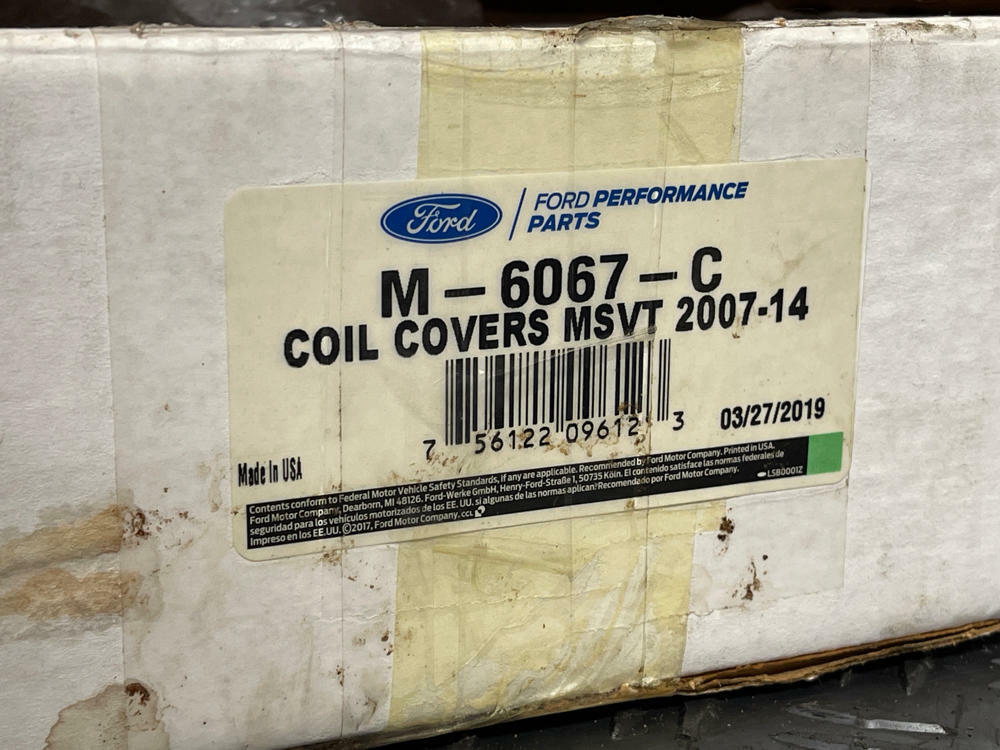 Ford
FORD PERFORMANCE
PARTS
M-6067-C
COIL COVERS MSVT 2007-14
7 56122 09612 3
03/27/2019
Made In USA
Contents conform to Federal Motor Vehicle Safety Standards, if any are applicable. Recommended by Ford Motor Company. Printed in USA.
Ford Motor Company, Dearborn, MI 48126. Ford-Werke GmbH, Henry-Ford-Straße 1, 50735 Köln. El contenido satisface las normas federales de
seguridad para los vehículos motorizados de los EE. UU. si algunas de las normas aplican. Recomendado por Ford Motor Company.
Impreso en los EE.UU. ©2017, Ford Motor Company. CCL
LSB0001Z